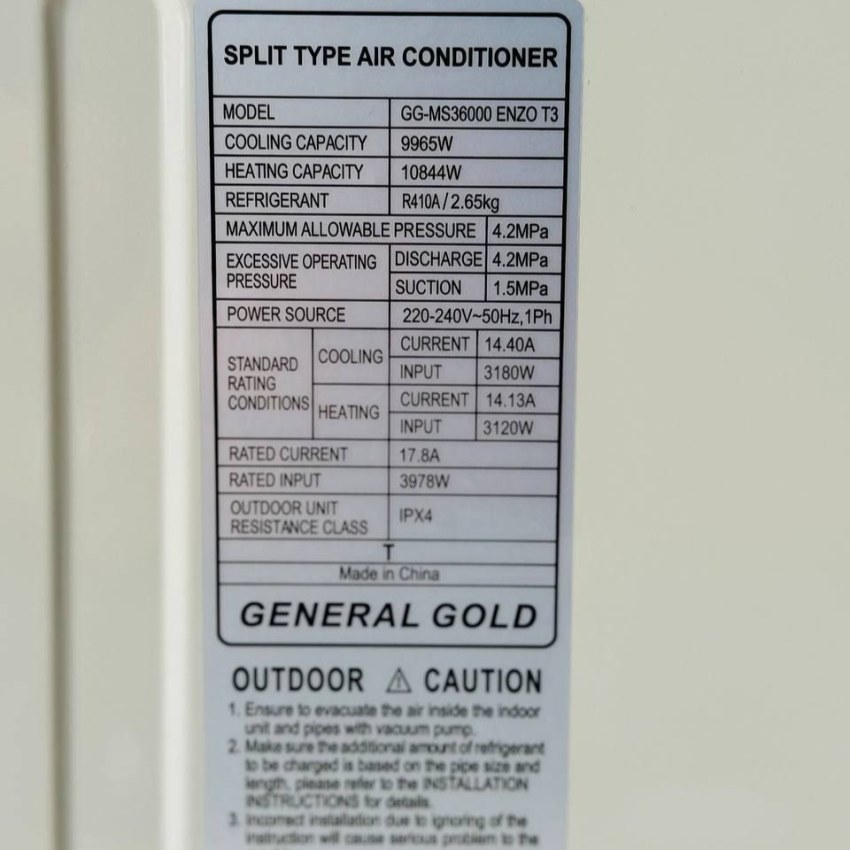 SPLIT TYPE AIR CONDITIONER
MODEL GG-MS36000 ENZO T3
COOLING CAPACITY 9965W
HEATING CAPACITY 10844W
REFRIGERANT R410A / 2.65kg
MAXIMUM ALLOWABLE PRESSURE 4.2MPa
EXCESSIVE OPERATING PRESSURE DISCHARGE 4.2MPa
SUCTION 1.5MPa
POWER SOURCE 220-240V~50Hz,1Ph
STANDARD RATING CONDITIONS COOLING CURRENT 14.40A
INPUT 3180W
HEATING CURRENT 14.13A
INPUT 3120W
RATED CURRENT 17.8A
RATED INPUT 3978W
OUTDOOR UNIT RESISTANCE CLASS IPX4
T
Made in China
GENERAL GOLD
OUTDOOR ⚠ CAUTION
1. Ensure to evacuate the air inside the indoor
unit and pipes with vacuum pump.
2. Make sure the additional amount of refrigerant
to be charged is based on the pipe size and
length, please refer to the INSTALLATION
INSTRUCTIONS for details.
3. Incorrect installation due to ignoring of the
instruction will cause serious problem to the